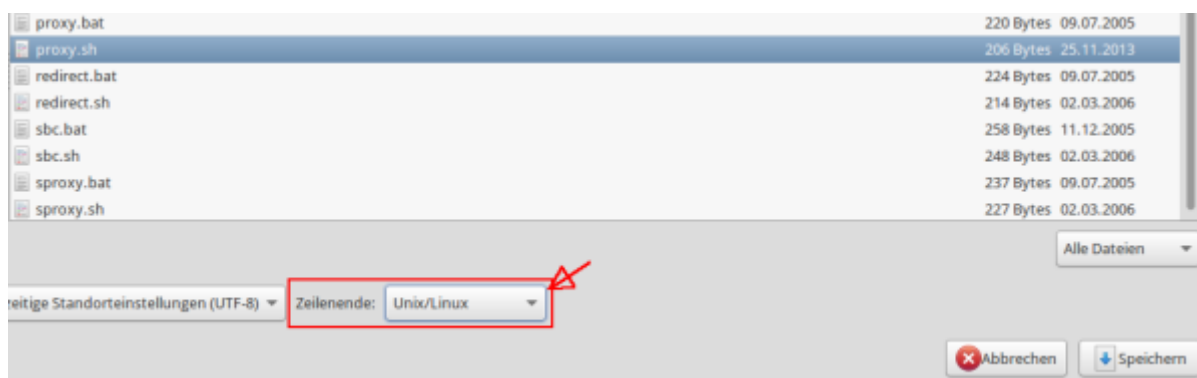 proxy.bat 220 Bytes 09.07.2005
proxy.sh 206 Bytes 25.11.2013
redirect.bat 224 Bytes 09.07.2005
redirect.sh 214 Bytes 02.03.2006
sbc.bat 258 Bytes 11.12.2005
sbc.sh 248 Bytes 02.03.2006
sproxy.bat 237 Bytes 09.07.2005
sproxy.sh 227 Bytes 02.03.2006
Alle Dateien
zeitige Standorteinstellungen (UTF-8) Zeilenende: Unix/Linux
Abbrechen Speichern